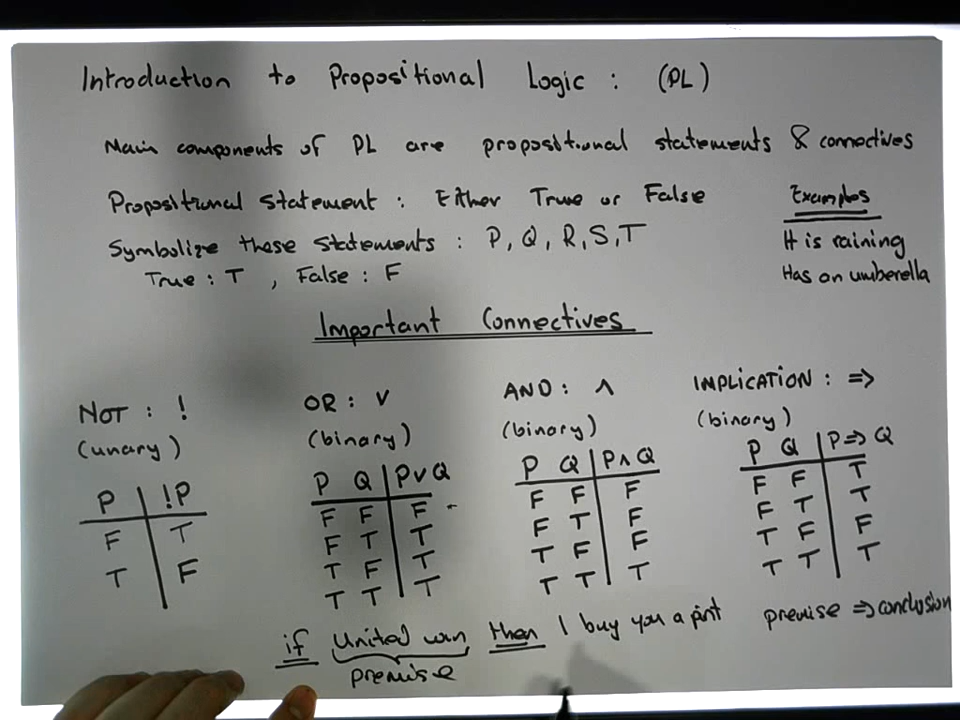 Introduction to Propositional Logic : (PL)
Main components of PL are propositional statements & connectives
Propositional statement : Either True or False
Symbolize these statements : P, Q, R, S, T
True : T , False : F
Examples
It is raining
Has an umberella
Important Connectives
NOT : !
(unary)
P !P
F T
T F
OR : ∨
(binary)
P Q P∨Q
F F F
F T T
T F T
T T T
AND : ∧
(binary)
P Q P∧Q
F F F
F T F
T F F
T T T
IMPLICATION : =>
(binary)
P Q P=>Q
F F T
F T T
T F F
T T T
if United win then I buy you a pint
premise
premise => conclusion